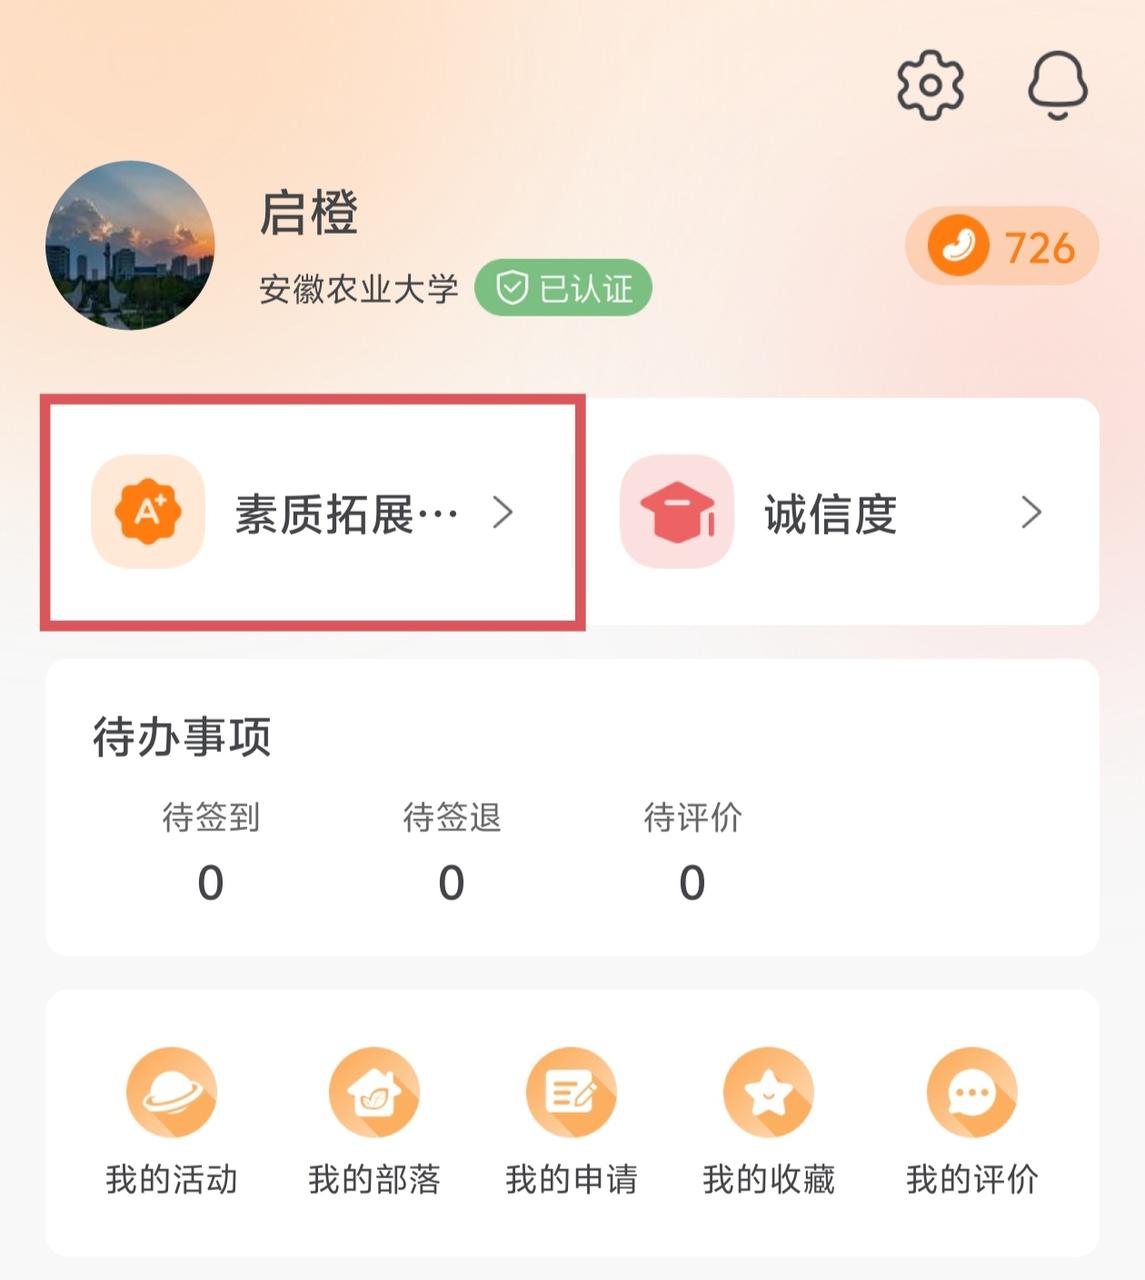 启橙
安徽农业大学 已认证
726
A+ 素质拓展… 诚信度
待办事项
待签到 待签退 待评价
0 0 0
我的活动 我的部落 我的申请 我的收藏 我的评价